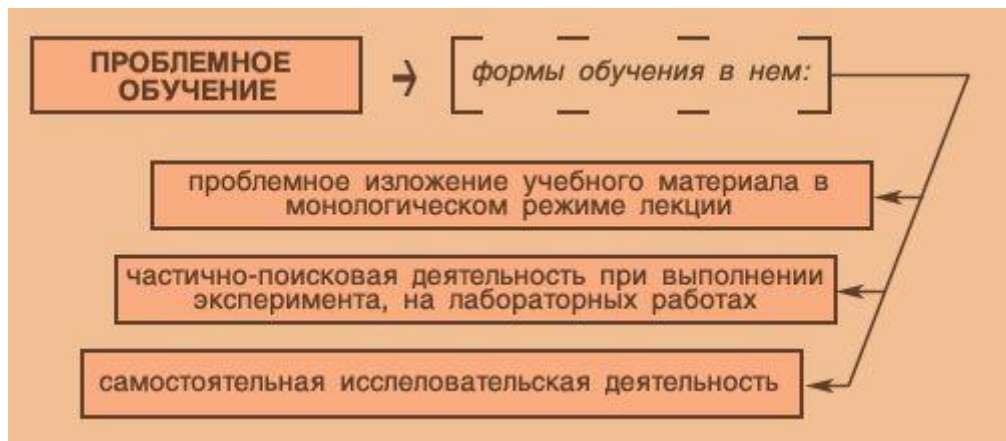 ПРОБЛЕМНОЕ
ОБУЧЕНИЕ
формы обучения в нем:
проблемное изложение учебного материала в
монологическом режиме лекции
частично-поисковая деятельность при выполнении
эксперимента, на лабораторных работах
самостоятельная исспеловательская деятельность